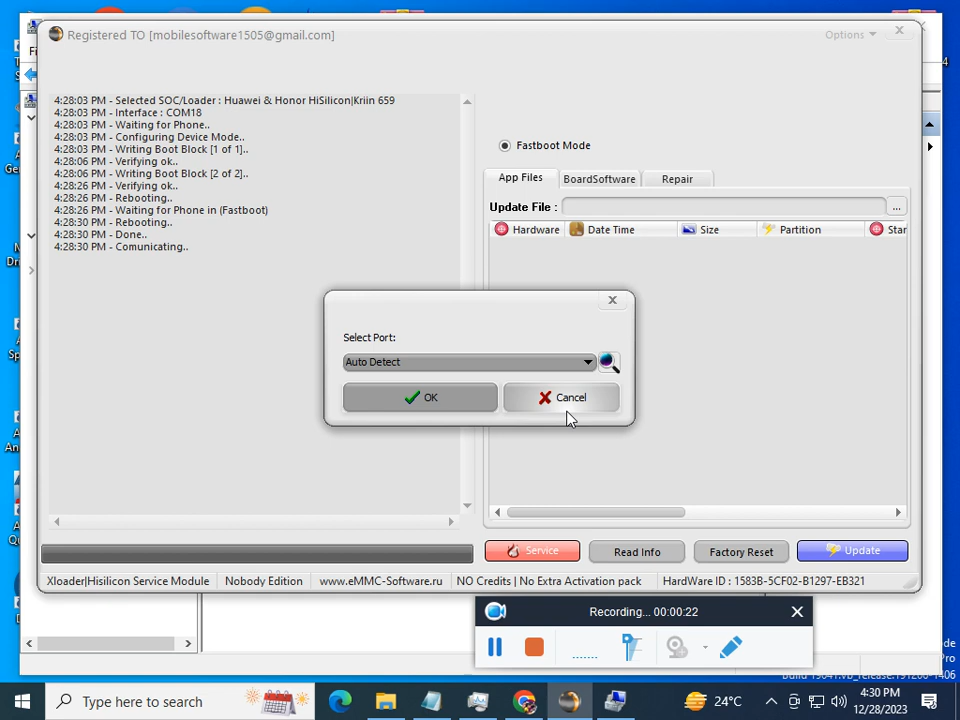 Registered TO [mobilesoftware1505@gmail.com]
Options
4:28:03 PM - Selected SOC/Loader : Huawei & Honor HiSilicon|Kriin 659
4:28:03 PM - Interface : COM18
4:28:03 PM - Waiting for Phone..
4:28:03 PM - Configuring Device Mode..
4:28:03 PM - Writing Boot Block [1 of 1]..
4:28:06 PM - Verifying ok..
4:28:06 PM - Writing Boot Block [2 of 2]..
4:28:26 PM - Verifying ok..
4:28:26 PM - Rebooting..
4:28:26 PM - Waiting for Phone in (Fastboot)
4:28:30 PM - Rebooting..
4:28:30 PM - Done..
4:28:30 PM - Comunicating..
Fastboot Mode
App Files BoardSoftware Repair
Update File : ...
Hardware Date Time Size Partition Star
Select Port:
Auto Detect
OK Cancel
Service Read Info Factory Reset Update
Xloader|Hisilicon Service Module Nobody Edition www.eMMC-Software.ru NO Credits | No Extra Activation pack HardWare ID : 1583B-5CF02-B1297-EB321
Recording... 00:00:22
Type here to search
24°C
4:30 PM
12/28/2023